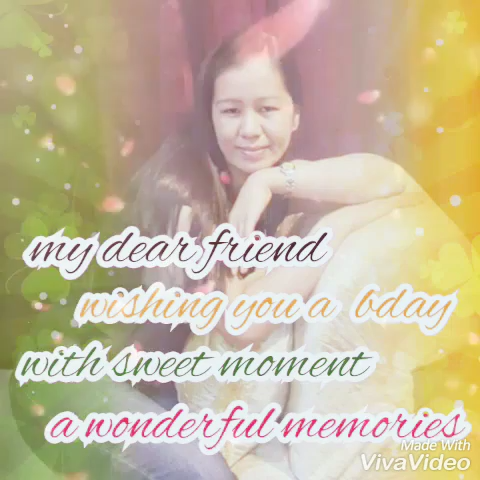 my dear friend
wishing you a bday
with sweet moment
a wonderful memories
Made With
VivaVideo